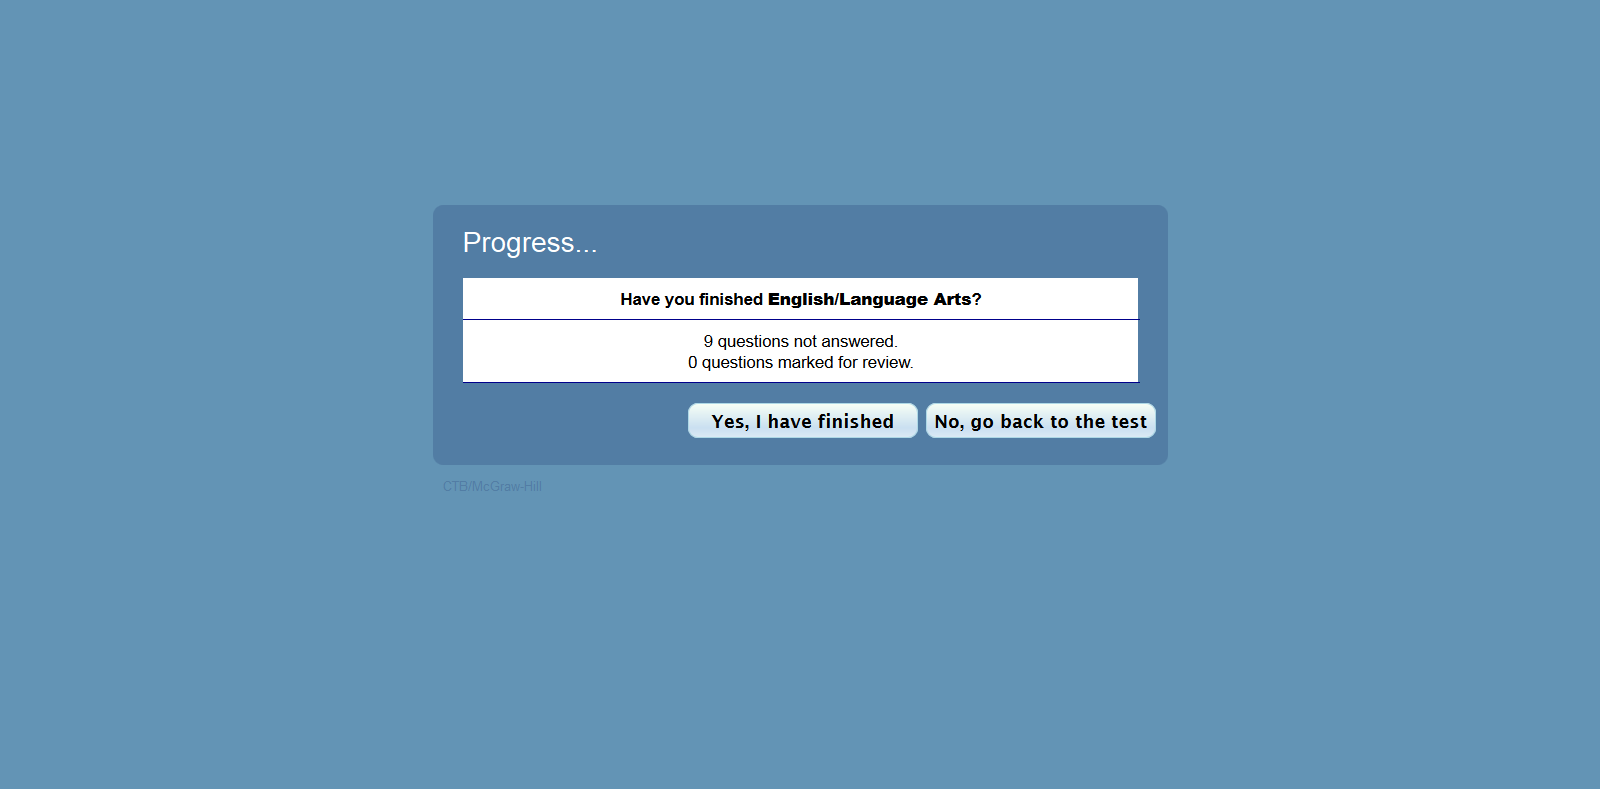 Progress...
Have you finished English/Language Arts?
9 questions not answered.
0 questions marked for review.
Yes, I have finished
No, go back to the test
CTB/McGraw-Hill